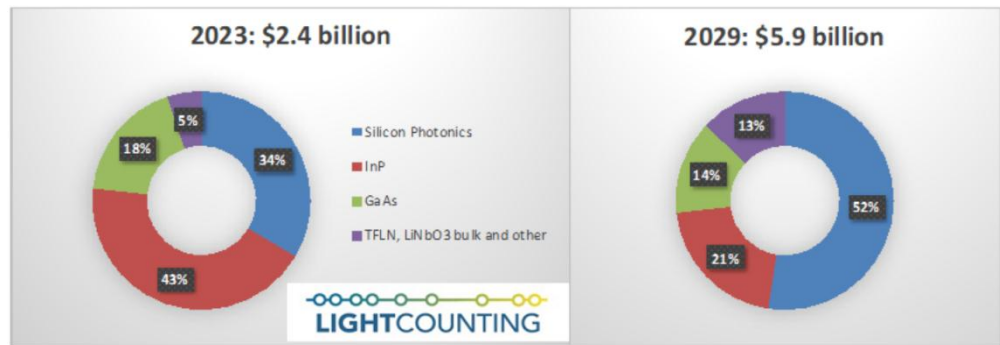 2023: $2.4 billion
5%
18%
34%
43%
Silicon Photonics
InP
GaAs
TFLN, LiNbO3 bulk and other
LIGHTCOUNTING
2029: $5.9 billion
13%
14%
52%
21%